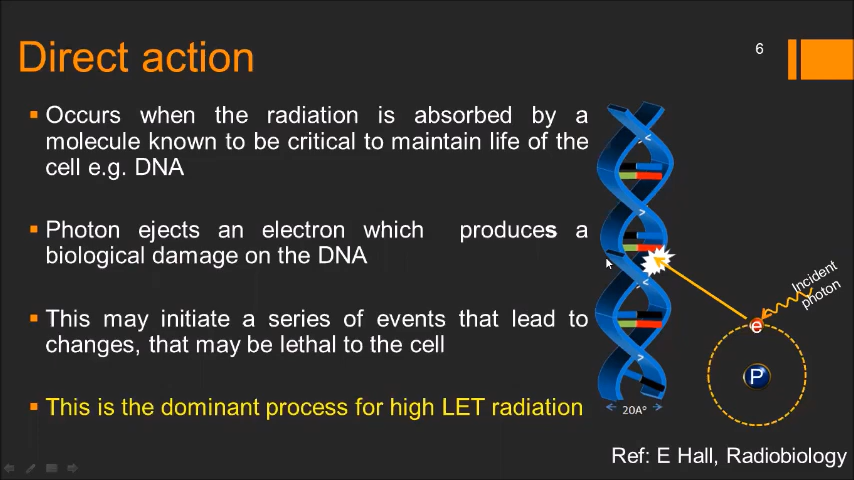 Direct action
6
Occurs when the radiation is absorbed by a
molecule known to be critical to maintain life of the
cell e.g. DNA
Photon ejects an electron which produces a
biological damage on the DNA
This may initiate a series of events that lead to
changes, that may be lethal to the cell
This is the dominant process for high LET radiation
Incident
photon
e
P
20A°
Ref: E Hall, Radiobiology